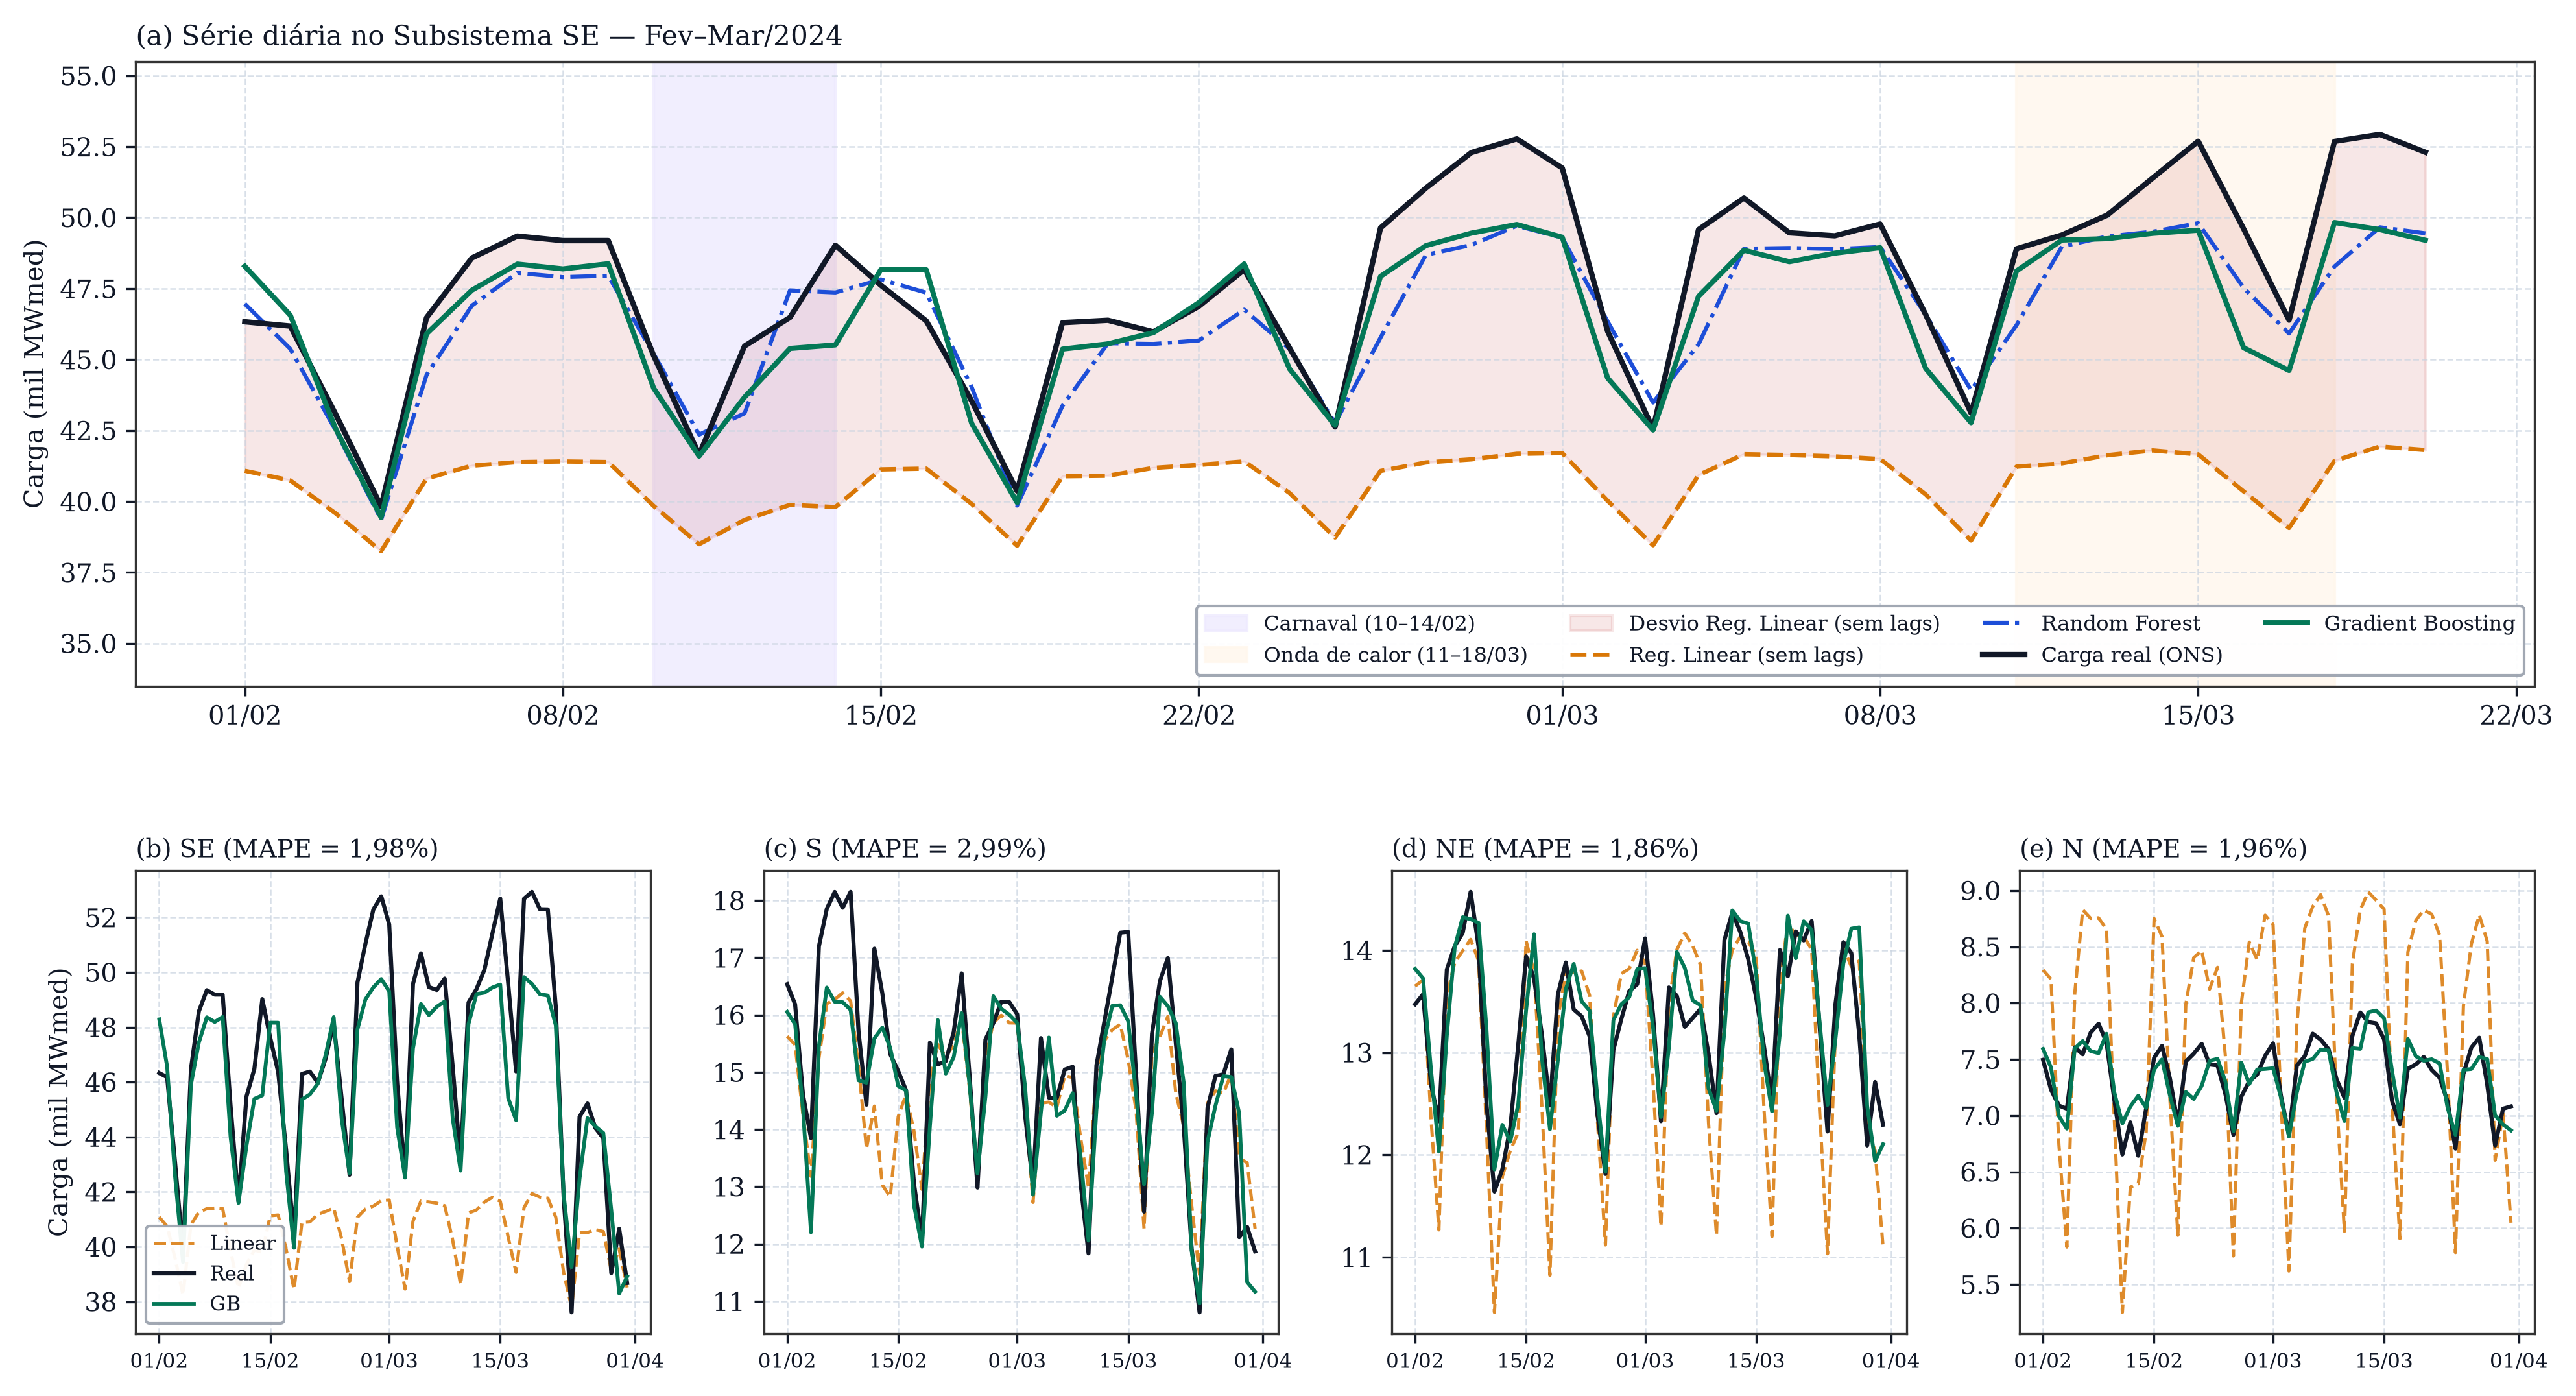 (a) Série diária no Subsistema SE — Fev–Mar/2024
Carga (mil MWmed)
55.0
52.5
50.0
47.5
45.0
42.5
40.0
37.5
35.0
Carnaval (10–14/02)
Onda de calor (11–18/03)
Desvio Reg. Linear (sem lags)
Reg. Linear (sem lags)
Random Forest
Carga real (ONS)
Gradient Boosting
01/02 08/02 15/02 22/02 01/03 08/03 15/03 22/03
(b) SE (MAPE = 1,98%)
Carga (mil MWmed)
52
50
48
46
44
42
40
38
Linear
Real
GB
01/02 15/02 01/03 15/03 01/04
(c) S (MAPE = 2,99%)
18
17
16
15
14
13
12
11
01/02 15/02 01/03 15/03 01/04
(d) NE (MAPE = 1,86%)
14
13
12
11
01/02 15/02 01/03 15/03 01/04
(e) N (MAPE = 1,96%)
9.0
8.5
8.0
7.5
7.0
6.5
6.0
5.5
01/02 15/02 01/03 15/03 01/04